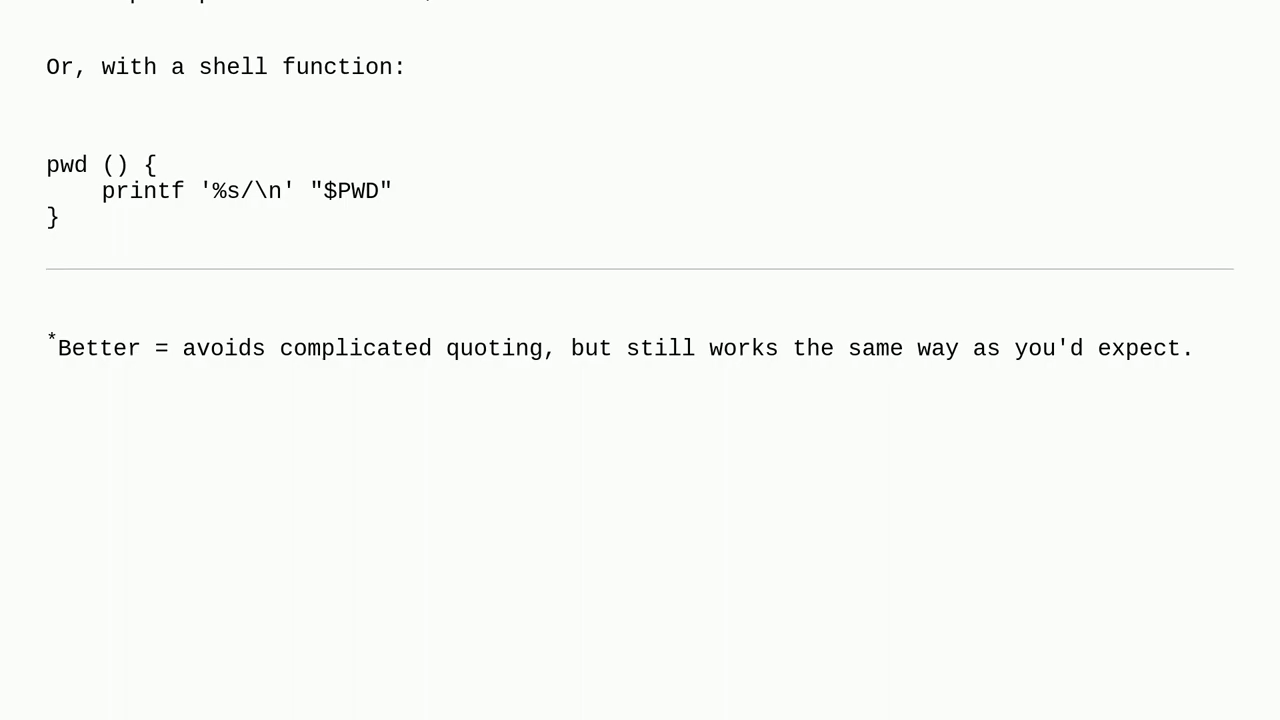 Or, with a shell function:
pwd () {
    printf '%s/\n' "$PWD"
}
*Better = avoids complicated quoting, but still works the same way as you'd expect.